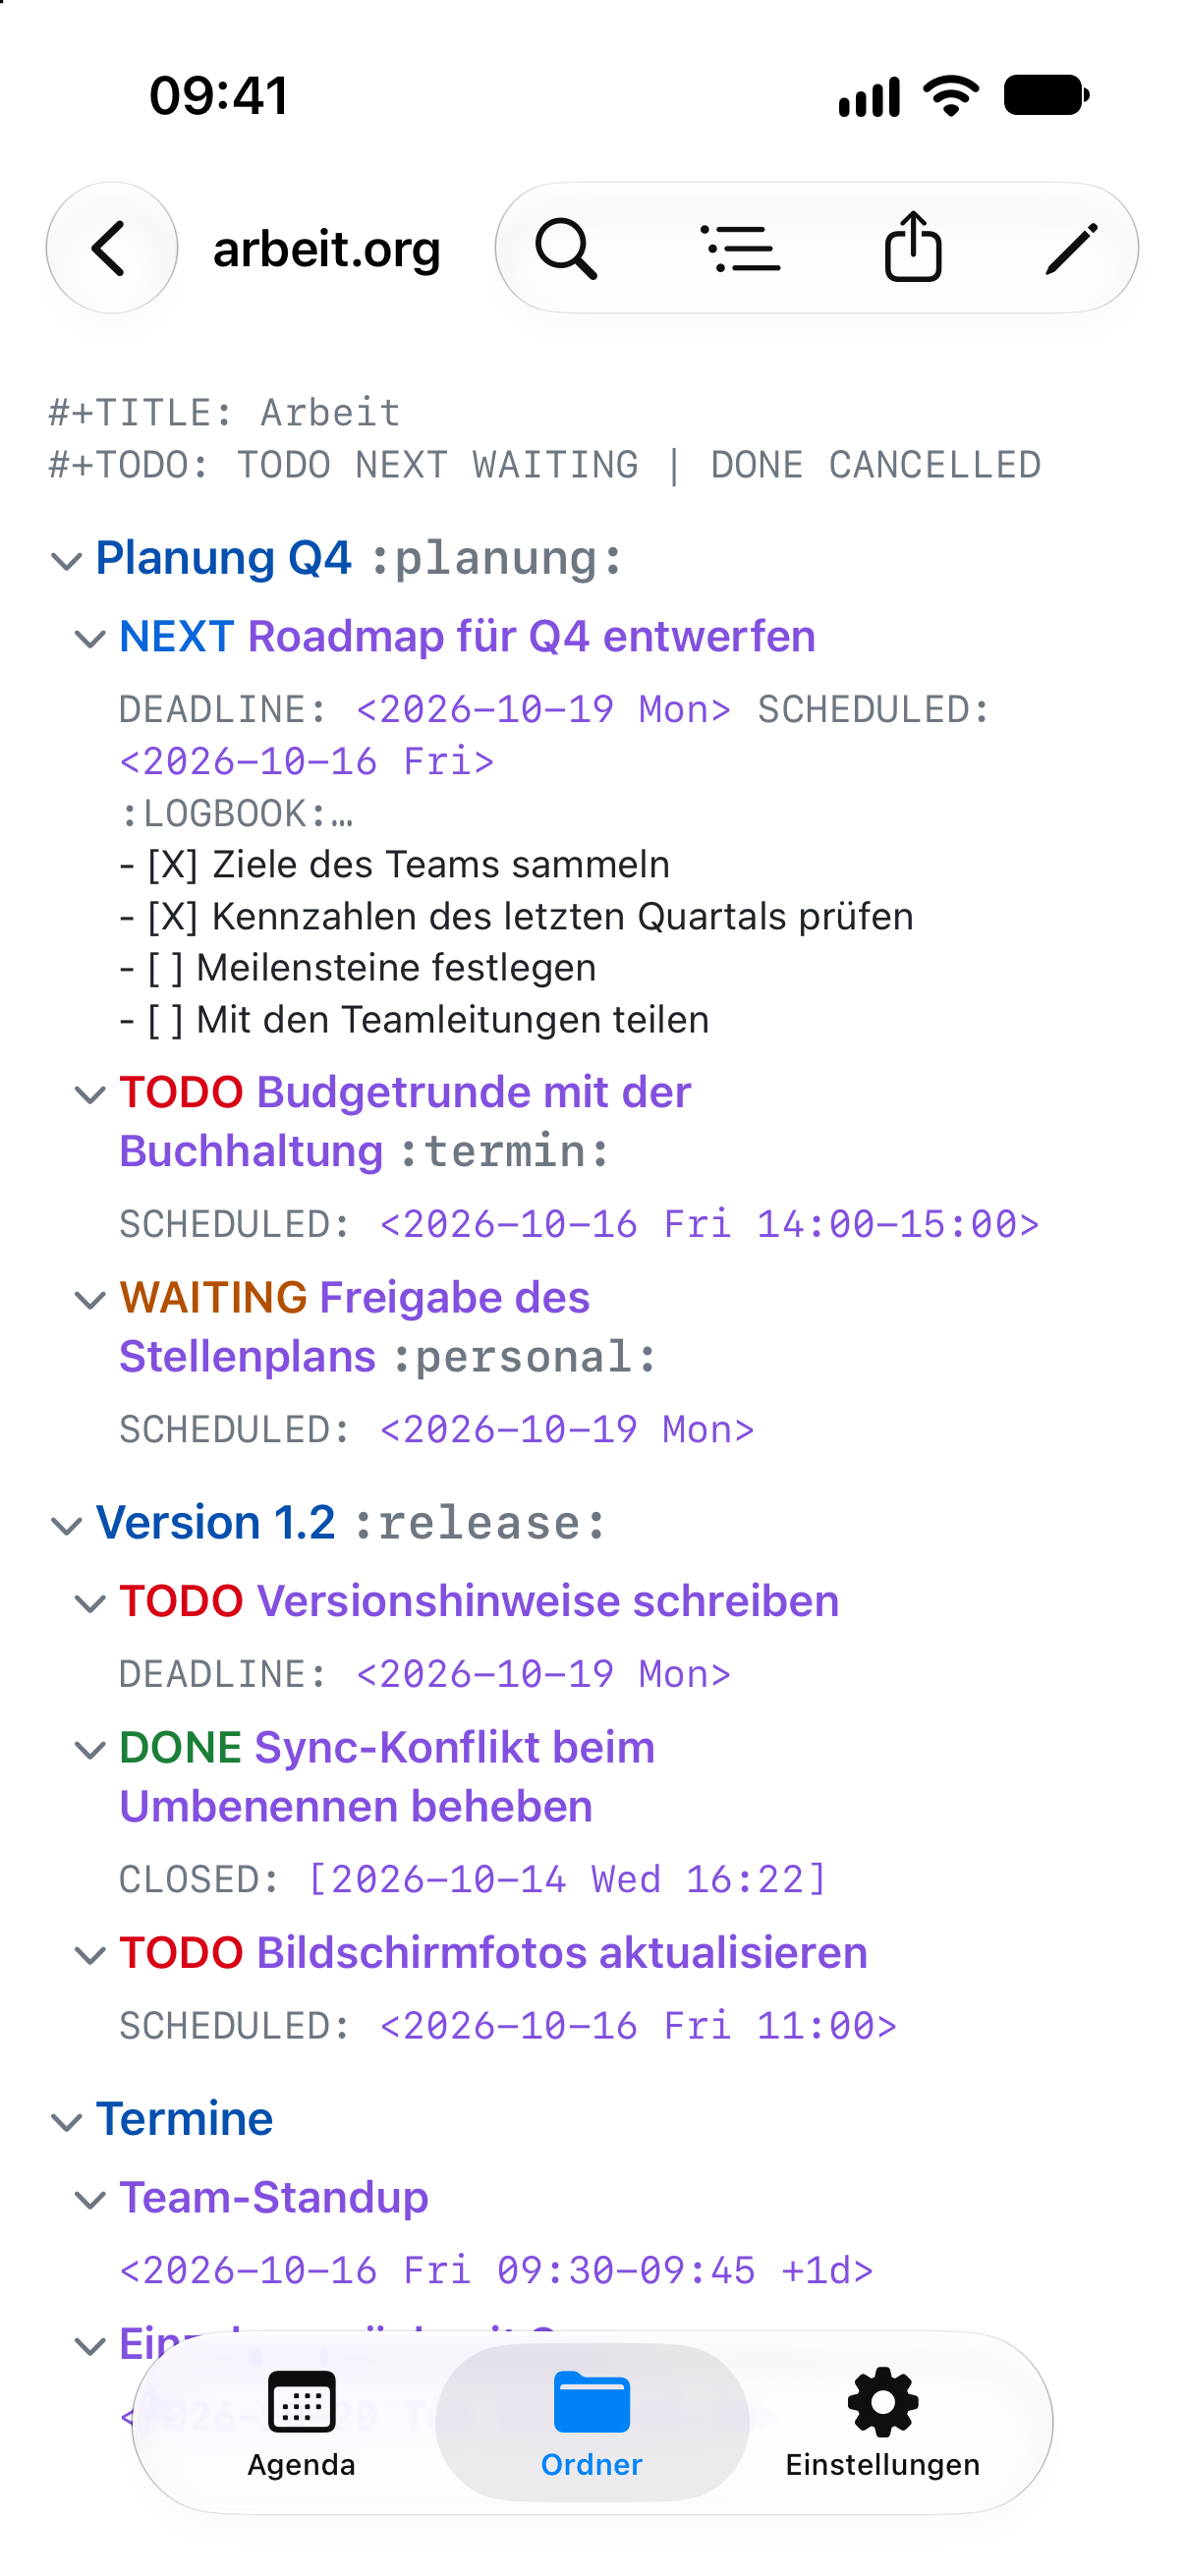 09:41
arbeit.org
#+TITLE: Arbeit
#+TODO: TODO NEXT WAITING | DONE CANCELLED
Planung Q4 :planung:
NEXT Roadmap für Q4 entwerfen
DEADLINE: <2026-10-19 Mon> SCHEDULED:
<2026-10-16 Fri>
:LOGBOOK:…
- [X] Ziele des Teams sammeln
- [X] Kennzahlen des letzten Quartals prüfen
- [ ] Meilensteine festlegen
- [ ] Mit den Teamleitungen teilen
TODO Budgetrunde mit der
Buchhaltung :termin:
SCHEDULED: <2026-10-16 Fri 14:00-15:00>
WAITING Freigabe des
Stellenplans :personal:
SCHEDULED: <2026-10-19 Mon>
Version 1.2 :release:
TODO Versionshinweise schreiben
DEADLINE: <2026-10-19 Mon>
DONE Sync-Konflikt beim
Umbenennen beheben
CLOSED: [2026-10-14 Wed 16:22]
TODO Bildschirmfotos aktualisieren
SCHEDULED: <2026-10-16 Fri 11:00>
Termine
Team-Standup
<2026-10-16 Fri 09:30-09:45 +1d>
Agenda
Ordner
Einstellungen